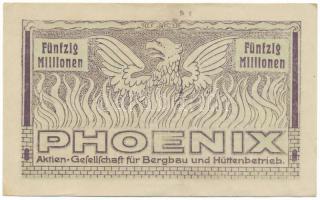 Fünfzig Millionen
Fünfzig Millionen
PHOENIX
Aktien-Gesellschaft für Bergbau und Hüttenbetrieb.